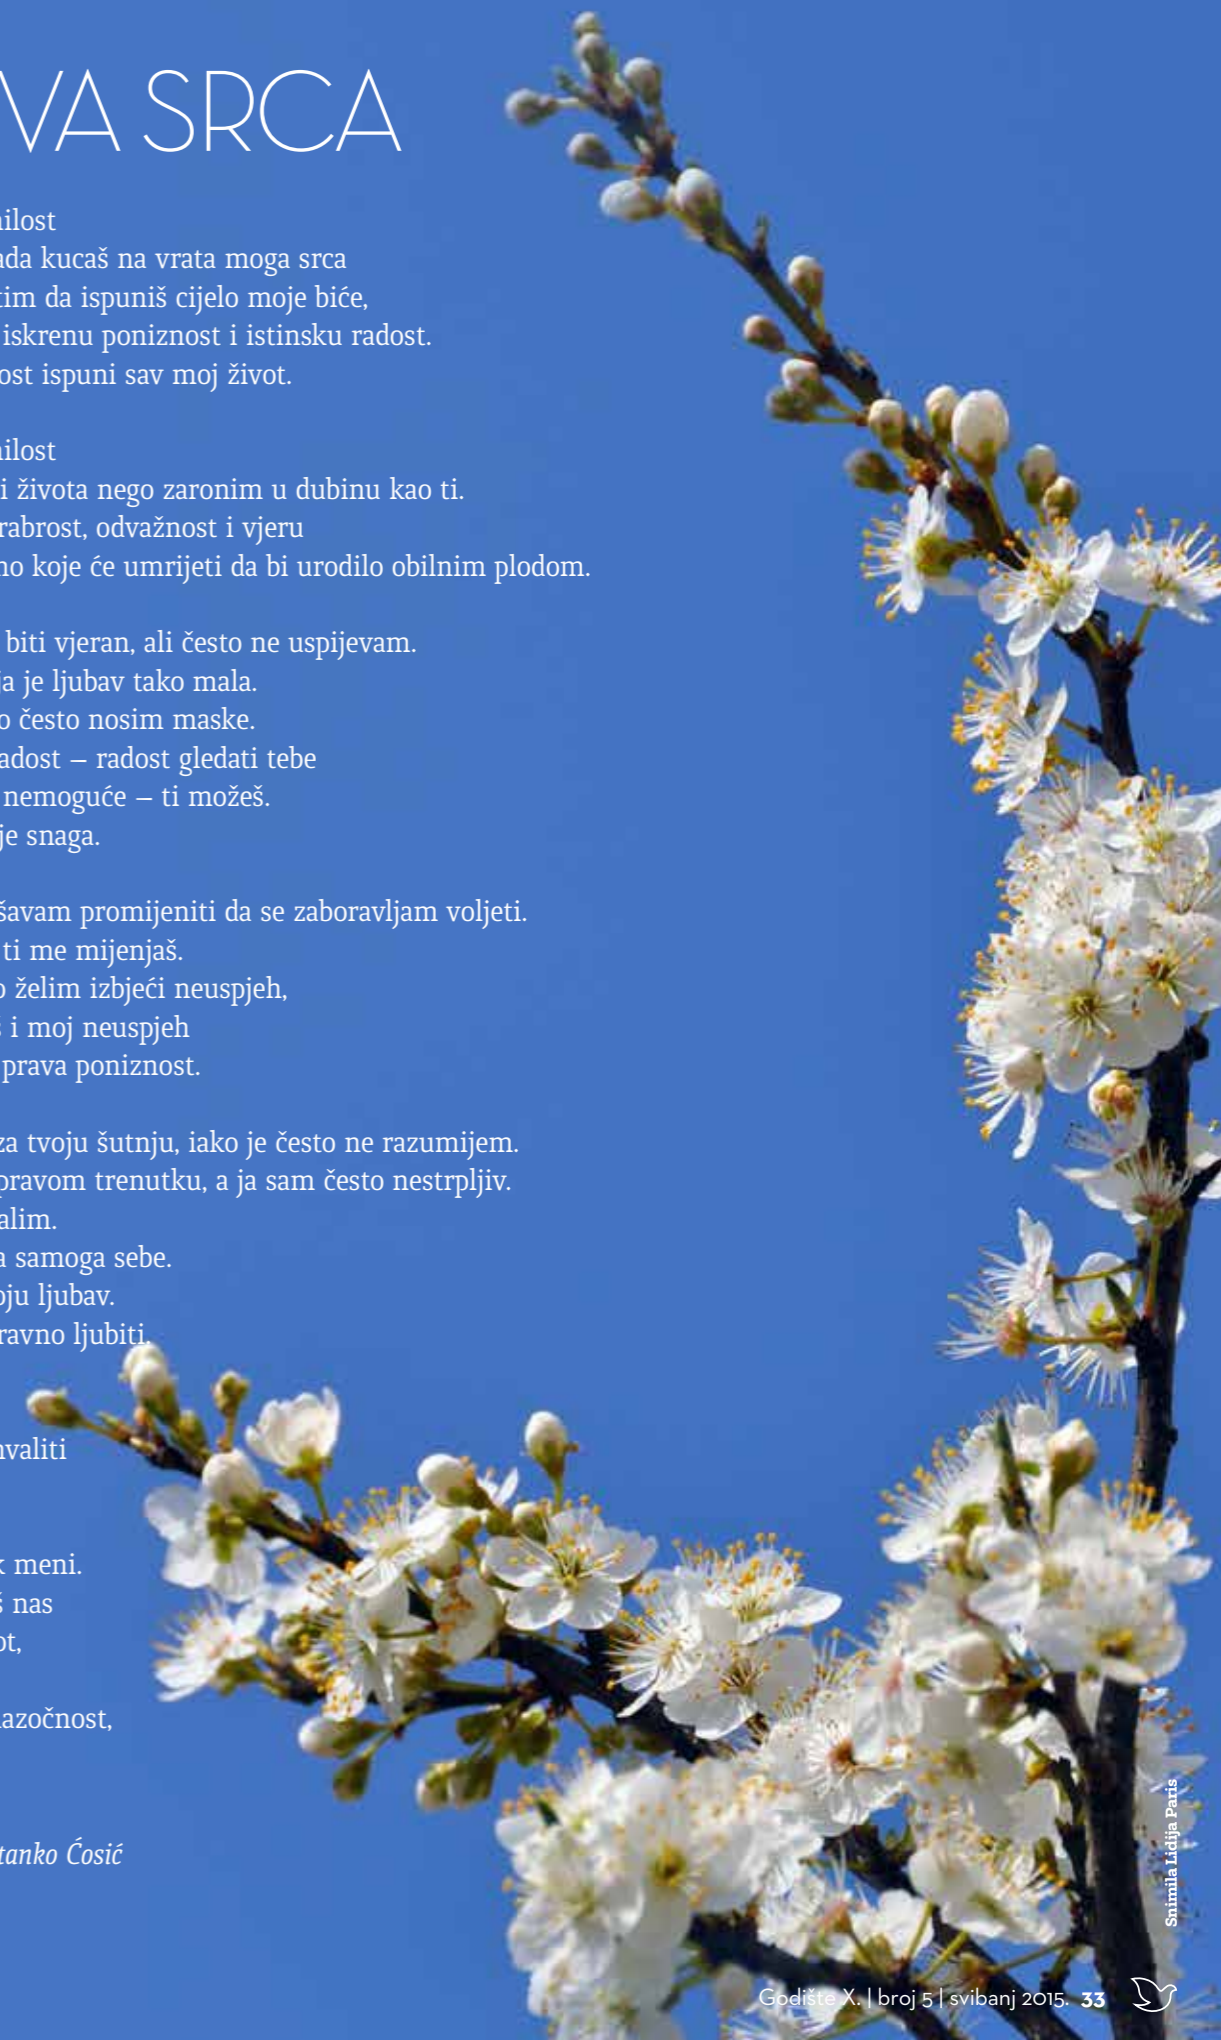 VA SRCA
ilost
ada kucaš na vrata moga srca
tim da ispuniš cijelo moje biće,
iskrenu poniznost i istinsku radost.
ost ispuni sav moj život.
ilost
i života nego zaronim u dubinu kao ti.
rabrost, odvažnost i vjeru
no koje će umrijeti da bi urodilo obilnim plodom.
biti vjeran, ali često ne uspijevam.
ja je ljubav tako mala.
o često nosim maske.
adost – radost gledati tebe
nemoguće – ti možeš.
je snaga.
šavam promijeniti da se zaboravljam voljeti.
ti me mijenjaš.
o želim izbjeći neuspjeh,
š i moj neuspjeh
prava poniznost.
za tvoju šutnju, iako je često ne razumijem.
pravom trenutku, a ja sam često nestrpljiv.
alim.
a samoga sebe.
oju ljubav.
ravno ljubiti.
hvaliti
k meni.
š nas
ot,
azočnost,
tanko Ćosić
Snimila Lidija Paris
Godište X. | broj 5 | svibanj 2015. 33